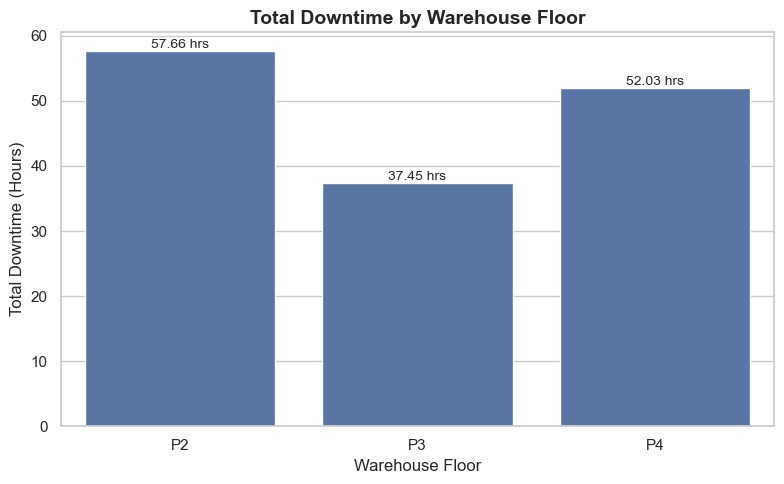 Total Downtime by Warehouse Floor
Total Downtime (Hours)
60
50
40
30
20
10
0
57.66 hrs
37.45 hrs
52.03 hrs
P2
P3
P4
Warehouse Floor